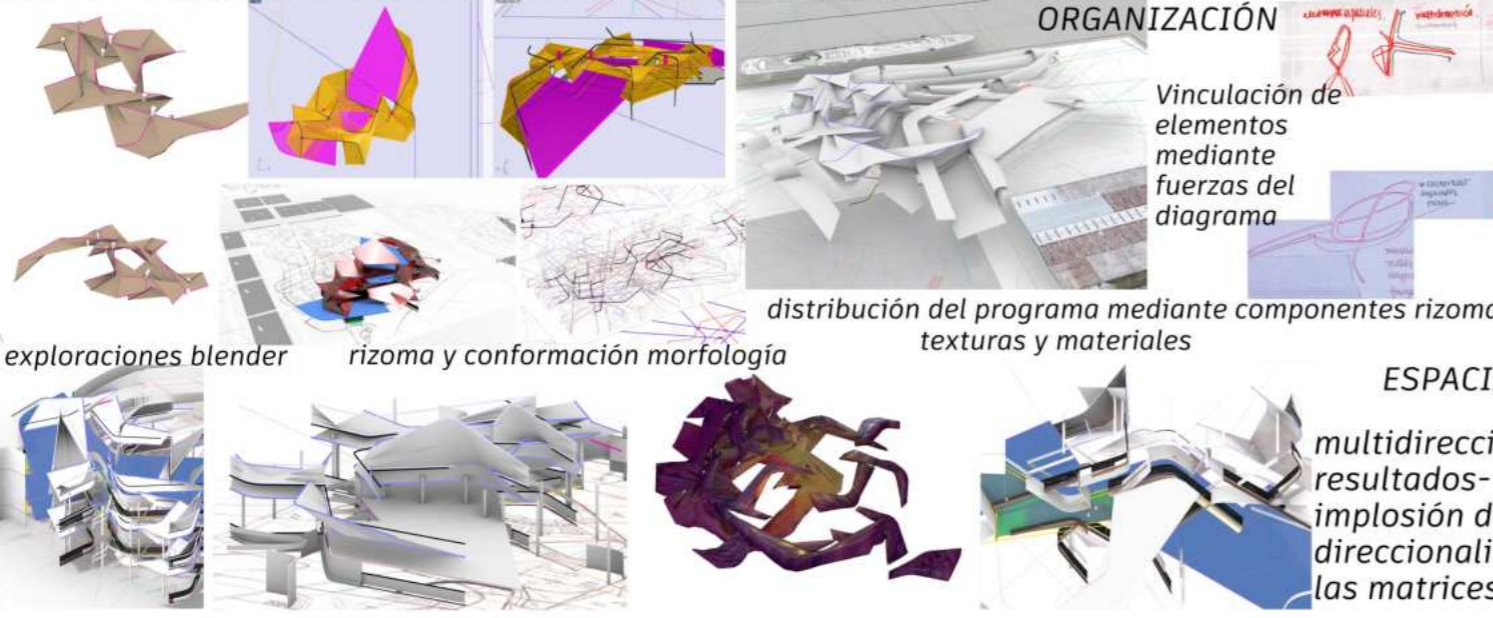 ORGANIZACIÓN
Vinculación de
elementos
mediante
fuerzas del
diagrama
distribución del programa mediante componentes rizoma
texturas y materiales
exploraciones blender
rizoma y conformación morfología
ESPACI
multidirecci
resultados-
implosión d
direccionali
las matrices